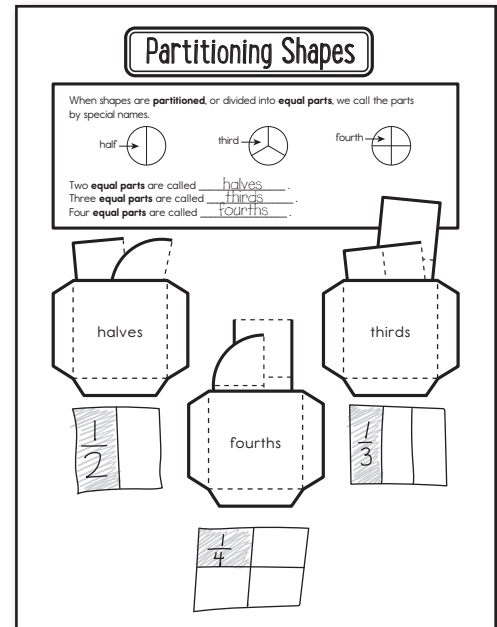 Partitioning Shapes
When shapes are partitioned, or divided into equal parts, we call the parts
by special names.
half
third
fourth
Two equal parts are called halves.
Three equal parts are called thirds.
Four equal parts are called fourths.
halves
thirds
fourths
1/2
1/3
1/4